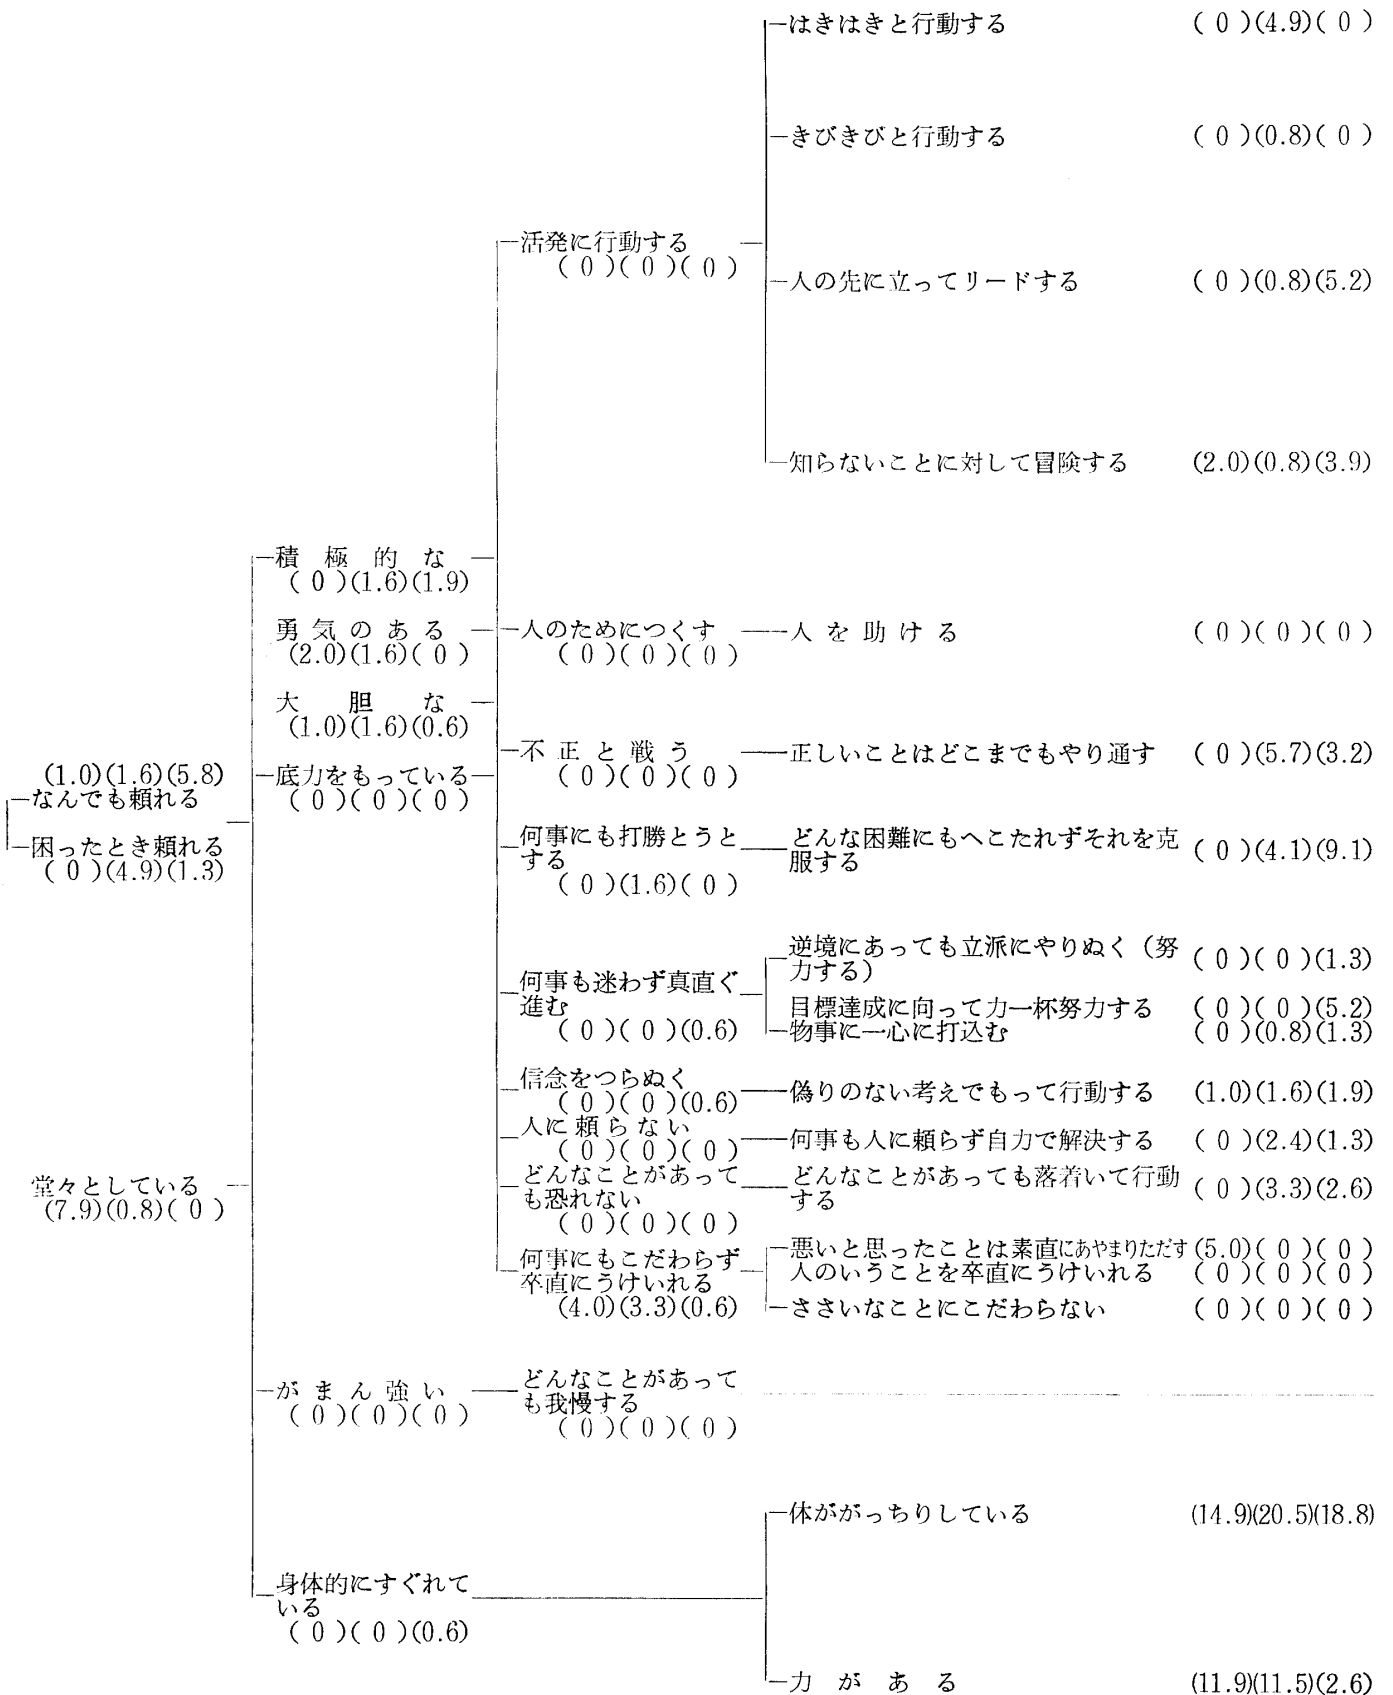 はきはきと行動する ( 0 )(4.9)( 0 )
きびきびと行動する ( 0 )(0.8)( 0 )
活発に行動する
( 0 )( 0 )( 0 )
人の先に立ってリードする ( 0 )(0.8)(5.2)
知らないことに対して冒険する (2.0)(0.8)(3.9)
積極的な
( 0 )(1.6)(1.9)
勇気のある
(2.0)(1.6)( 0 )
人のためにつくす
( 0 )( 0 )( 0 )
人を助ける ( 0 )( 0 )( 0 )
大胆な
(1.0)(1.6)(0.6)
不正と戦う
( 0 )( 0 )( 0 )
正しいことはどこまでもやり通す ( 0 )(5.7)(3.2)
(1.0)(1.6)(5.8)
なんでも頼れる
底力をもっている
( 0 )( 0 )( 0 )
困ったとき頼れる
( 0 )(4.9)(1.3)
何事にも打勝とうと
する
( 0 )(1.6)( 0 )
どんな困難にもへこたれずそれを克
服する ( 0 )(4.1)(9.1)
何事も迷わず真直ぐ
進む
( 0 )( 0 )(0.6)
逆境にあっても立派にやりぬく（努
力する） ( 0 )( 0 )(1.3)
目標達成に向って力一杯努力する ( 0 )( 0 )(5.2)
物事に一心に打込む ( 0 )(0.8)(1.3)
信念をつらぬく
( 0 )( 0 )(0.6)
偽りのない考えでもって行動する (1.0)(1.6)(1.9)
人に頼らない
( 0 )( 0 )( 0 )
何事も人に頼らず自力で解決する ( 0 )(2.4)(1.3)
堂々としている
(7.9)(0.8)( 0 )
どんなことがあって
も恐れない
( 0 )( 0 )( 0 )
どんなことがあっても落着いて行動
する ( 0 )(3.3)(2.6)
何事にもこだわらず
卒直にうけいれる
(4.0)(3.3)(0.6)
悪いと思ったことは素直にあやまりただす (5.0)( 0 )( 0 )
人のいうことを卒直にうけいれる ( 0 )( 0 )( 0 )
ささいなことにこだわらない ( 0 )( 0 )( 0 )
がまん強い
( 0 )( 0 )( 0 )
どんなことがあって
も我慢する
( 0 )( 0 )( 0 )
体ががっちりしている (14.9)(20.5)(18.8)
身体的にすぐれて
いる
( 0 )( 0 )(0.6)
力がある (11.9)(11.5)(2.6)